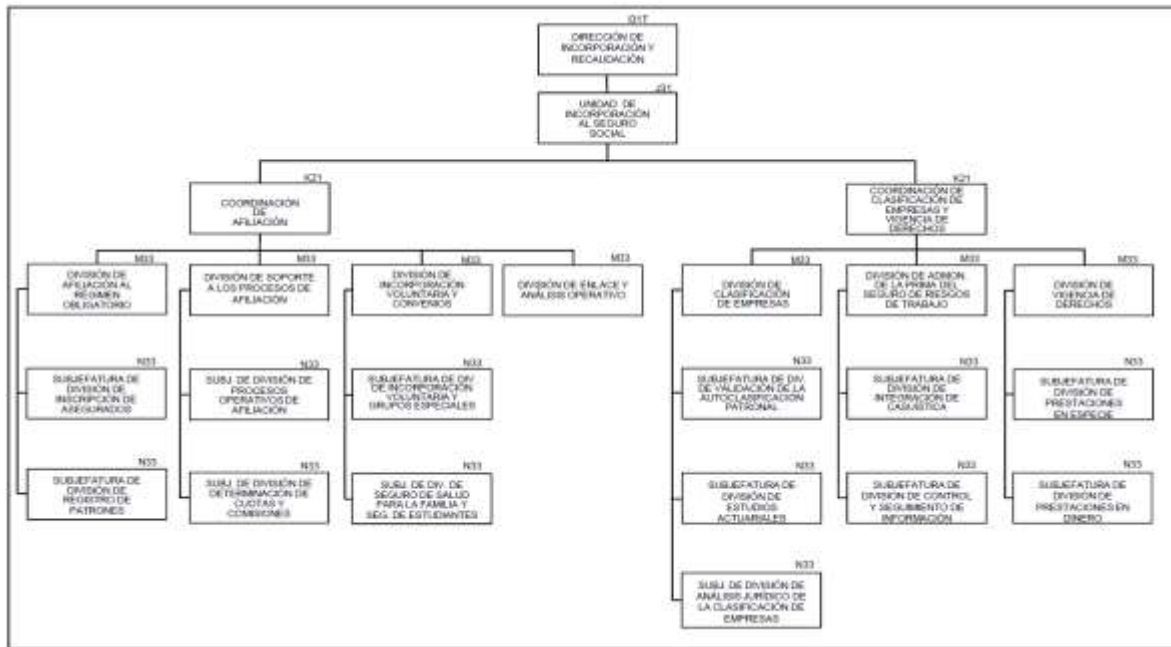 DIRECCIÓN DE
INCORPORACIÓN Y
RECAUDACIÓN
UNIDAD DE
INCORPORACIÓN
AL SEGURO
SOCIAL
K21
COORDINACIÓN
DE
AFILIACIÓN
K21
COORDINACIÓN DE
CLASIFICACIÓN DE
EMPRESAS Y
VIGENCIA DE
DERECHOS
M33
DIVISIÓN DE
AFILIACIÓN AL
RÉGIMEN
OBLIGATORIO
M33
DIVISIÓN DE SOPORTE
A LOS PROCESOS DE
AFILIACIÓN
M33
DIVISIÓN DE
INCORPORACIÓN
VOLUNTARIA Y
CONVENIOS
M33
DIVISIÓN DE ENLACE Y
ANÁLISIS OPERATIVO
DIVISIÓN DE
CLASIFICACIÓN
DE EMPRESAS
M33
DIVISIÓN DE ADMON.
DE LA PRIMA DEL
SEGURO DE RIESGOS
DE TRABAJO
M33
DIVISIÓN DE
VIGENCIA DE
DERECHOS
N33
SUBJEFATURA DE
DIVISIÓN DE
INSCRIPCIÓN DE
ASEGURADOS
N33
SUBJ. DE DIVISIÓN DE
PROCESOS
OPERATIVOS DE
AFILIACIÓN
N33
SUBJEFATURA DE DIV.
DE INCORPORACIÓN
VOLUNTARIA Y
GRUPOS ESPECIALES
N33
SUBJEFATURA DE DIV.
DE VALIDACIÓN DE LA
AUTOCLASIFICACIÓN
PATRONAL
N33
SUBJEFATURA DE
DIVISIÓN DE
INTEGRACIÓN DE
CASUÍSTICA
N33
SUBJEFATURA DE
DIVISIÓN DE
PRESTACIONES
EN ESPECIE
N33
SUBJEFATURA DE
DIVISIÓN DE
REGISTRO DE
PATRONES
N33
SUBJ. DE DIVISIÓN DE
DETERMINACIÓN DE
CUOTAS Y
COMISIONES
N33
SUBJ. DE DIV. DE
SEGURO DE SALUD
PARA LA FAMILIA Y
SEG. DE ESTUDIANTES
N33
SUBJEFATURA DE
DIVISIÓN DE
ESTUDIOS
ACTUARIALES
N33
SUBJEFATURA DE
DIVISIÓN DE CONTROL
Y SEGUIMIENTO DE
INFORMACIÓN
N33
SUBJEFATURA DE
DIVISIÓN DE
PRESTACIONES EN
DINERO
N33
SUBJ. DE DIVISIÓN DE
ANÁLISIS JURÍDICO DE
LA CLASIFICACIÓN DE
EMPRESAS